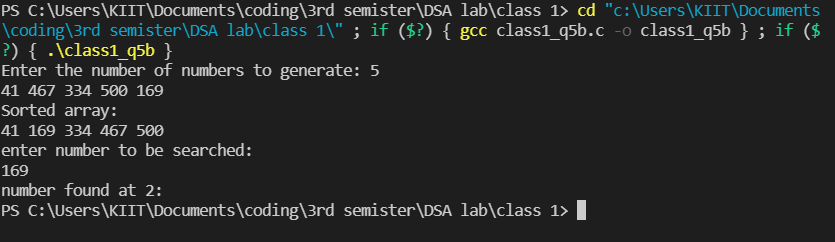 PS C:\Users\KIIT\Documents\coding\3rd semister\DSA lab\class 1> cd "c:\Users\KIIT\Documents
\coding\3rd semister\DSA lab\class 1\" ; if ($?) { gcc class1_q5b.c -o class1_q5b } ; if ($
?) { .\class1_q5b }
Enter the number of numbers to generate: 5
41 467 334 500 169
Sorted array:
41 169 334 467 500
enter number to be searched:
169
number found at 2:
PS C:\Users\KIIT\Documents\coding\3rd semister\DSA lab\class 1>